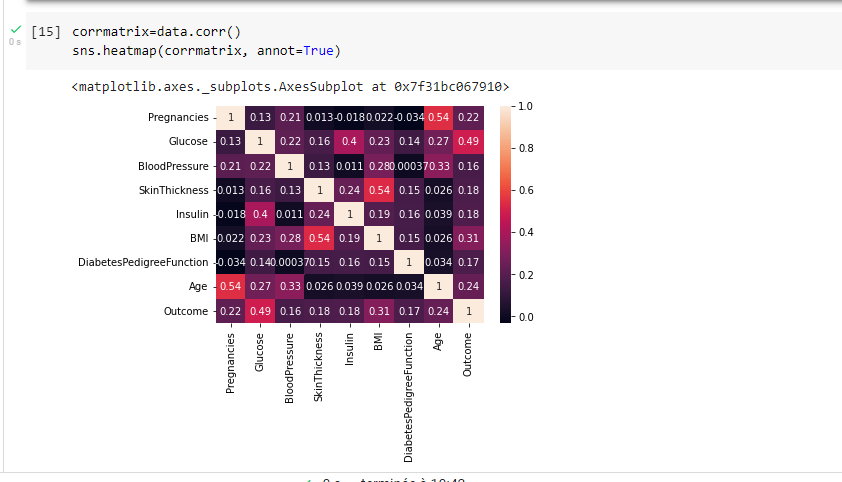 [15] corrmatrix=data.corr()
0 s sns.heatmap(corrmatrix, annot=True)
<matplotlib.axes._subplots.AxesSubplot at 0x7f31bc067910>
Pregnancies 1 0.13 0.21 0.013 -0.018 0.022 -0.034 0.54 0.22
Glucose 0.13 1 0.22 0.16 0.4 0.23 0.14 0.27 0.49
BloodPressure 0.21 0.22 1 0.13 0.011 0.28 0.00037 0.33 0.16
SkinThickness 0.013 0.16 0.13 1 0.24 0.54 0.15 0.026 0.18
Insulin -0.018 0.4 0.011 0.24 1 0.19 0.16 0.039 0.18
BMI 0.022 0.23 0.28 0.54 0.19 1 0.15 0.026 0.31
DiabetesPedigreeFunction -0.034 0.14 0.00037 0.15 0.16 0.15 1 0.034 0.17
Age 0.54 0.27 0.33 0.026 0.039 0.026 0.034 1 0.24
Outcome 0.22 0.49 0.16 0.18 0.18 0.31 0.17 0.24 1
Pregnancies
Glucose
BloodPressure
SkinThickness
Insulin
BMI
DiabetesPedigreeFunction
Age
Outcome
1.0
0.8
0.6
0.4
0.2
0.0